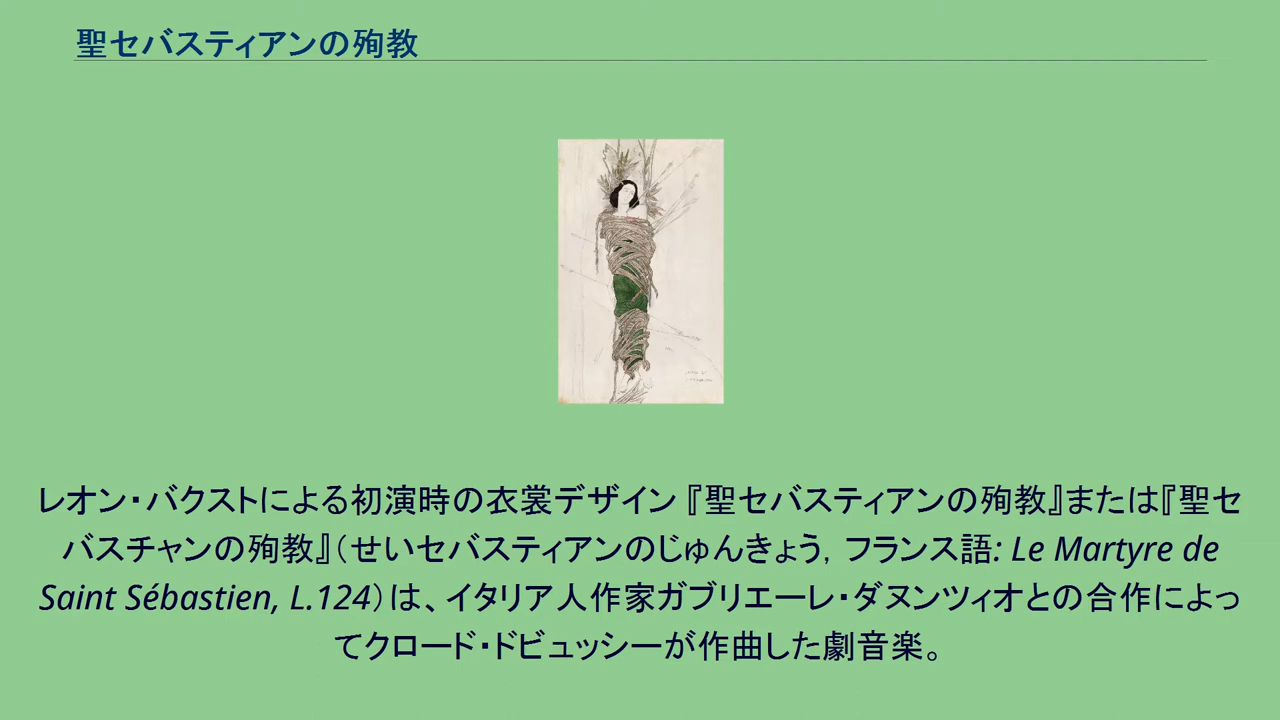 聖セバスティアンの殉教
レオン・バクストによる初演時の衣裳デザイン『聖セバスティアンの殉教』または『聖セ
バスチャンの殉教』（せいセバスティアンのじゅんきょう, フランス語: Le Martyre de
Saint Sébastien, L.124）は、イタリア人作家ガブリエーレ・ダヌンツィオとの合作によっ
てクロード・ドビュッシーが作曲した劇音楽。